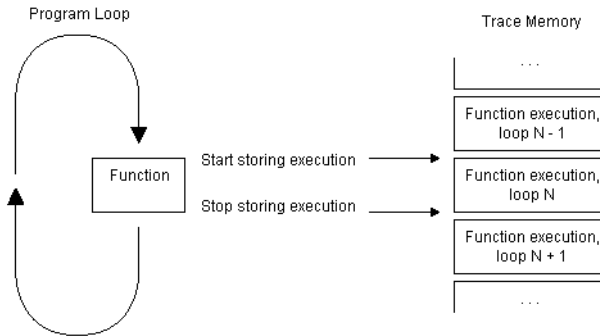 Program Loop
Trace Memory
. . .
Function execution,
loop N - 1
Function
Start storing execution
Stop storing execution
Function execution,
loop N
Function execution,
loop N + 1
. . .